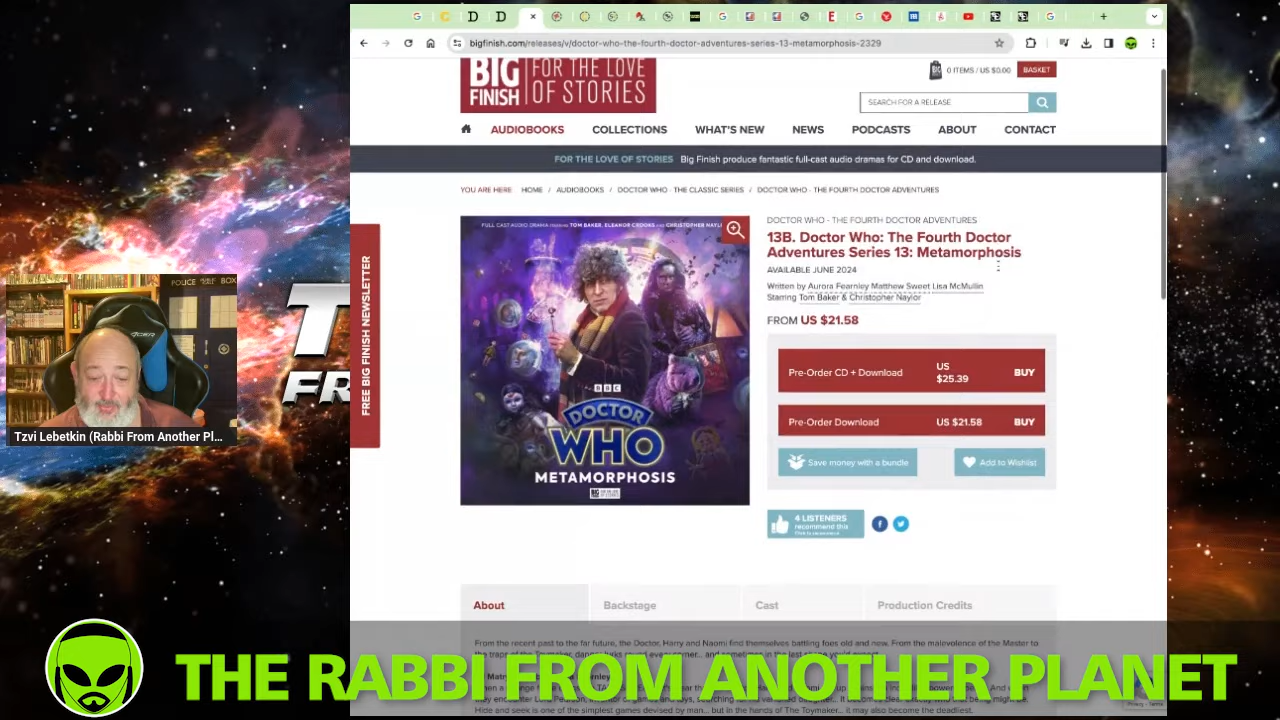 bigfinish.com/releases/v/doctor-who-the-fourth-doctor-adventures-series-13-metamorphosis-2329
BIG FINISH
FOR THE LOVE OF STORIES
0 ITEMS / US $0.00
BASKET
SEARCH FOR A RELEASE
AUDIOBOOKS COLLECTIONS WHAT'S NEW NEWS PODCASTS ABOUT CONTACT
FOR THE LOVE OF STORIES Big Finish produce fantastic full-cast audio dramas for CD and download.
YOU ARE HERE HOME / AUDIOBOOKS / DOCTOR WHO - THE CLASSIC SERIES / DOCTOR WHO - THE FOURTH DOCTOR ADVENTURES
FREE BIG FINISH NEWSLETTER
TOM BAKER, ELEANOR CROOKS
BBC
DOCTOR
WHO
METAMORPHOSIS
DOCTOR WHO - THE FOURTH DOCTOR ADVENTURES
13B. Doctor Who: The Fourth Doctor
Adventures Series 13: Metamorphosis
AVAILABLE JUNE 2024
Written by Aurora Fearnley Matthew Sweet Lisa McMullin
Starring Tom Baker & Christopher Naylor
FROM US $21.58
Pre-Order CD + Download US $25.39 BUY
Pre-Order Download US $21.58 BUY
Save money with a bundle
Add to Wishlist
4 LISTENERS
recommend this
POLICE BOX
Tzvi Lebetkin (Rabbi From Another Pl...
T
FR
About Backstage Cast Production Credits
From the recent past to the far future, the Doctor, Harry and Naomi find themselves battling foes old and new. From the malevolence of the Master to
THE RABBI FROM ANOTHER PLANET
Hide and seek is one of the simplest games devised by man... but in the hands of The Toymaker... it may also become the deadliest.
Privacy - Terms